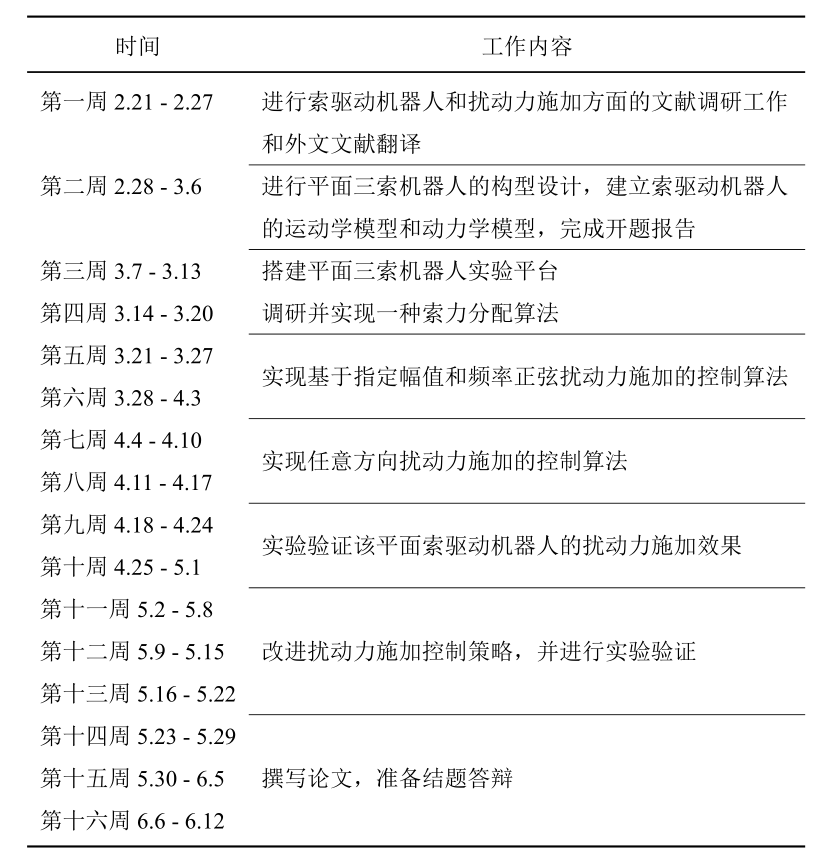 时间 工作内容
第一周 2.21 - 2.27 进行索驱动机器人和扰动力施加方面的文献调研工作
和外文文献翻译
第二周 2.28 - 3.6 进行平面三索机器人的构型设计，建立索驱动机器人
的运动学模型和动力学模型，完成开题报告
第三周 3.7 - 3.13 搭建平面三索机器人实验平台
第四周 3.14 - 3.20 调研并实现一种索力分配算法
第五周 3.21 - 3.27
实现基于指定幅值和频率正弦扰动力施加的控制算法
第六周 3.28 - 4.3
第七周 4.4 - 4.10
实现任意方向扰动力施加的控制算法
第八周 4.11 - 4.17
第九周 4.18 - 4.24
实验验证该平面索驱动机器人的扰动力施加效果
第十周 4.25 - 5.1
第十一周 5.2 - 5.8
第十二周 5.9 - 5.15 改进扰动力施加控制策略，并进行实验验证
第十三周 5.16 - 5.22
第十四周 5.23 - 5.29
第十五周 5.30 - 6.5 撰写论文，准备结题答辩
第十六周 6.6 - 6.12